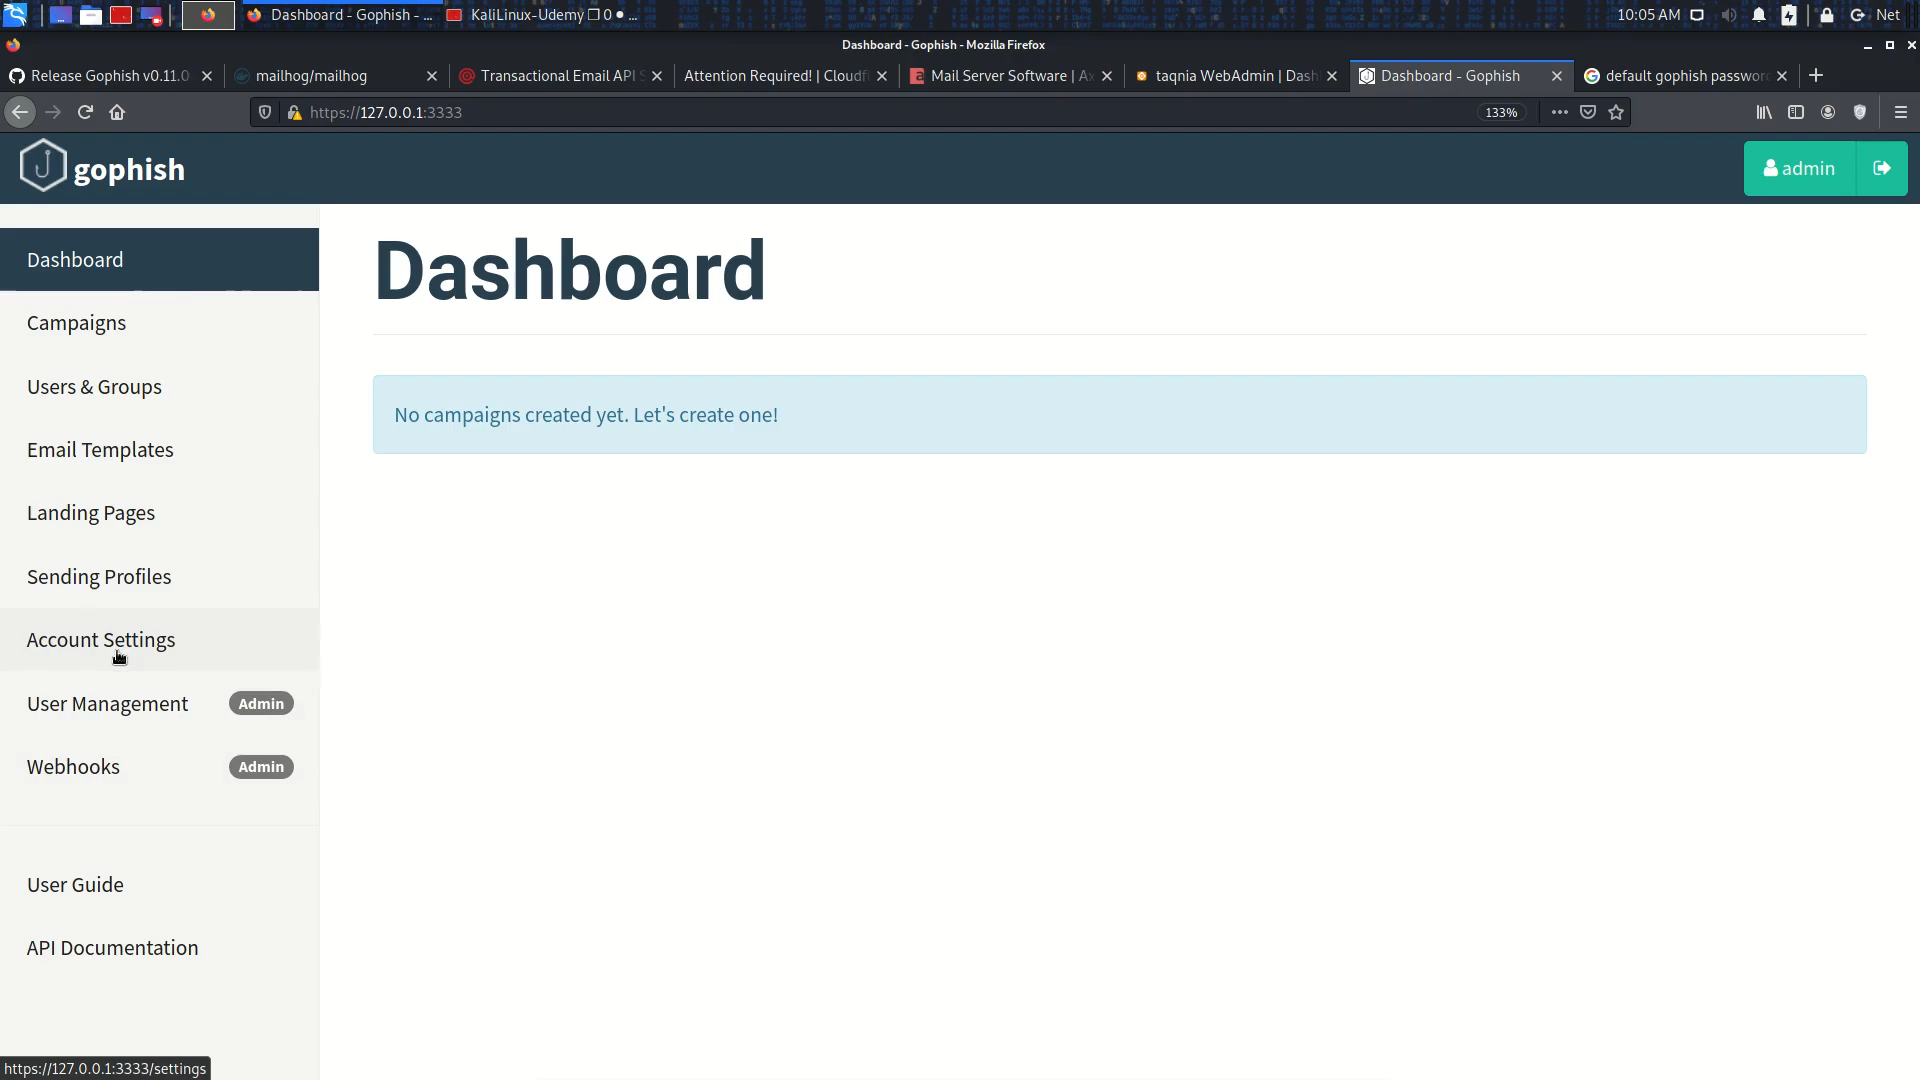 Dashboard - Gophish - ...
KaliLinux-Udemy ❐ 0 ● ...
10:05 AM
Net
Dashboard - Gophish - Mozilla Firefox
Release Gophish v0.11.0
mailhog/mailhog
Transactional Email API S
Attention Required! | Cloudf
Mail Server Software | Ax
taqnia WebAdmin | Dash
Dashboard - Gophish
default gophish passwor
https://127.0.0.1:3333
133%
gophish
admin
Dashboard
Campaigns
Users & Groups
Email Templates
Landing Pages
Sending Profiles
Account Settings
User Management Admin
Webhooks Admin
User Guide
API Documentation
Dashboard
No campaigns created yet. Let's create one!
https://127.0.0.1:3333/settings